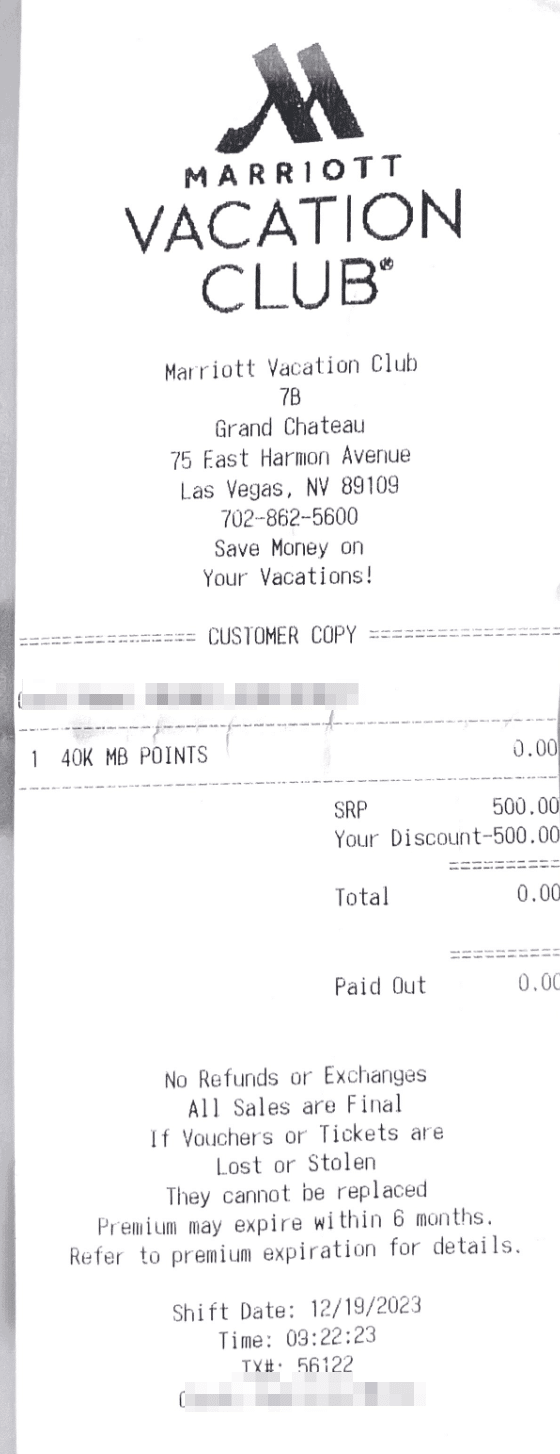 MARRIOTT
VACATION
CLUB®
Marriott Vacation Club
7B
Grand Chateau
75 East Harmon Avenue
Las Vegas, NV 89109
702-862-5600
Save Money on
Your Vacations!
================ CUSTOMER COPY ================
1 40K MB POINTS 0.00
SRP 500.00
Your Discount-500.00
==========
Total 0.00
==========
Paid Out 0.00
No Refunds or Exchanges
All Sales are Final
If Vouchers or Tickets are
Lost or Stolen
They cannot be replaced
Premium may expire within 6 months.
Refer to premium expiration for details.
Shift Date: 12/19/2023
Time: 03:22:23
TX#: 56122